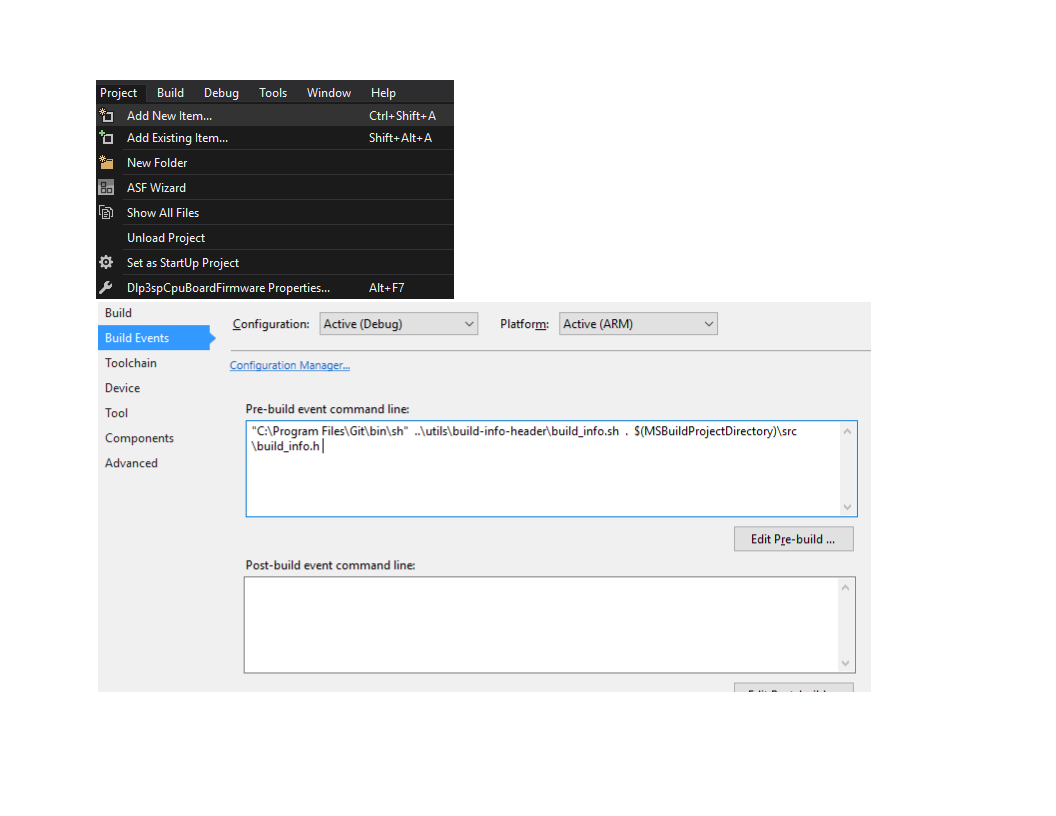 Project Build Debug Tools Window Help
Add New Item... Ctrl+Shift+A
Add Existing Item... Shift+Alt+A
New Folder
ASF Wizard
Show All Files
Unload Project
Set as StartUp Project
Dlp3spCpuBoardFirmware Properties... Alt+F7
Build
Build Events
Toolchain
Device
Tool
Components
Advanced
Configuration: Active (Debug) Platform: Active (ARM)
Configuration Manager...
Pre-build event command line:
"C:\Program Files\Git\bin\sh" ..\utils\build-info-header\build_info.sh . $(MSBuildProjectDirectory)\src
\build_info.h
Edit Pre-build ...
Post-build event command line: